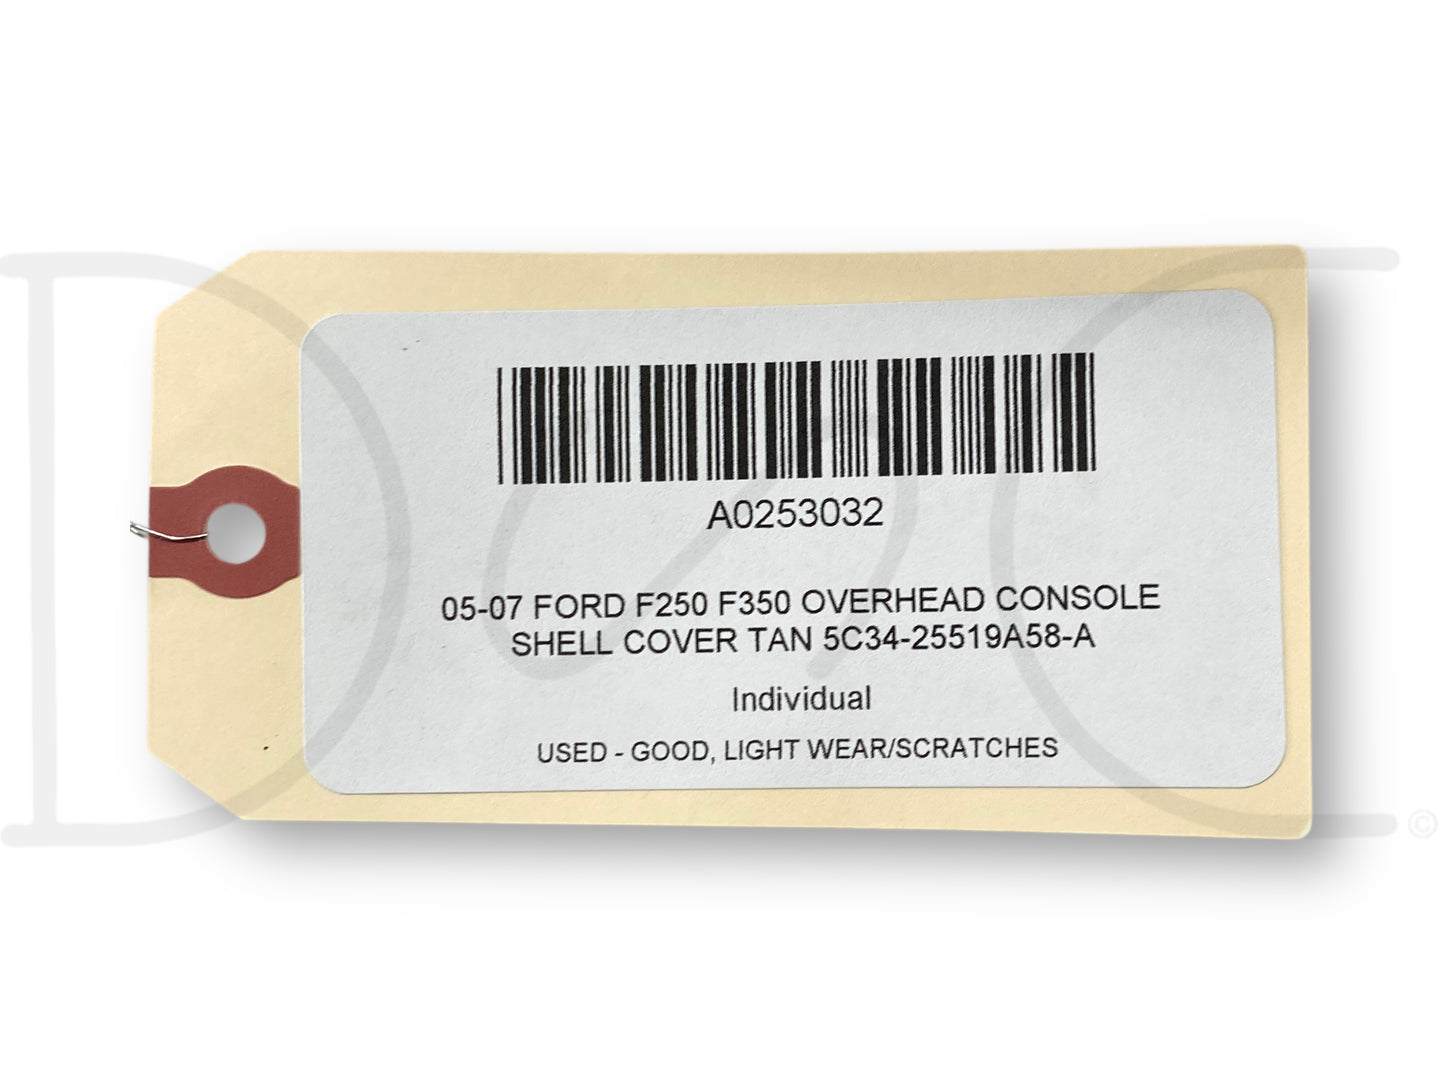 A0253032
05-07 FORD F250 F350 OVERHEAD CONSOLE
SHELL COVER TAN 5C34-25519A58-A
Individual
USED - GOOD, LIGHT WEAR/SCRATCHES
©